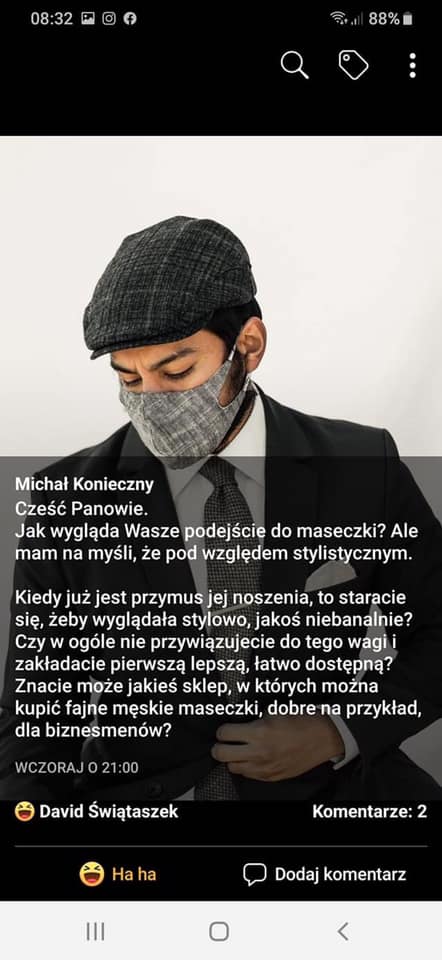 08:32
88%
Michał Konieczny
Cześć Panowie.
Jak wygląda Wasze podejście do maseczki? Ale
mam na myśli, że pod względem stylistycznym.
Kiedy już jest przymus jej noszenia, to staracie
się, żeby wyglądała stylowo, jakoś niebanalnie?
Czy w ogóle nie przywiązujecie do tego wagi i
zakładacie pierwszą lepszą, łatwo dostępną?
Znacie może jakieś sklep, w których można
kupić fajne męskie maseczki, dobre na przykład,
dla biznesmenów?
WCZORAJ O 21:00
David Świątaszek
Komentarze: 2
Ha ha
Dodaj komentarz